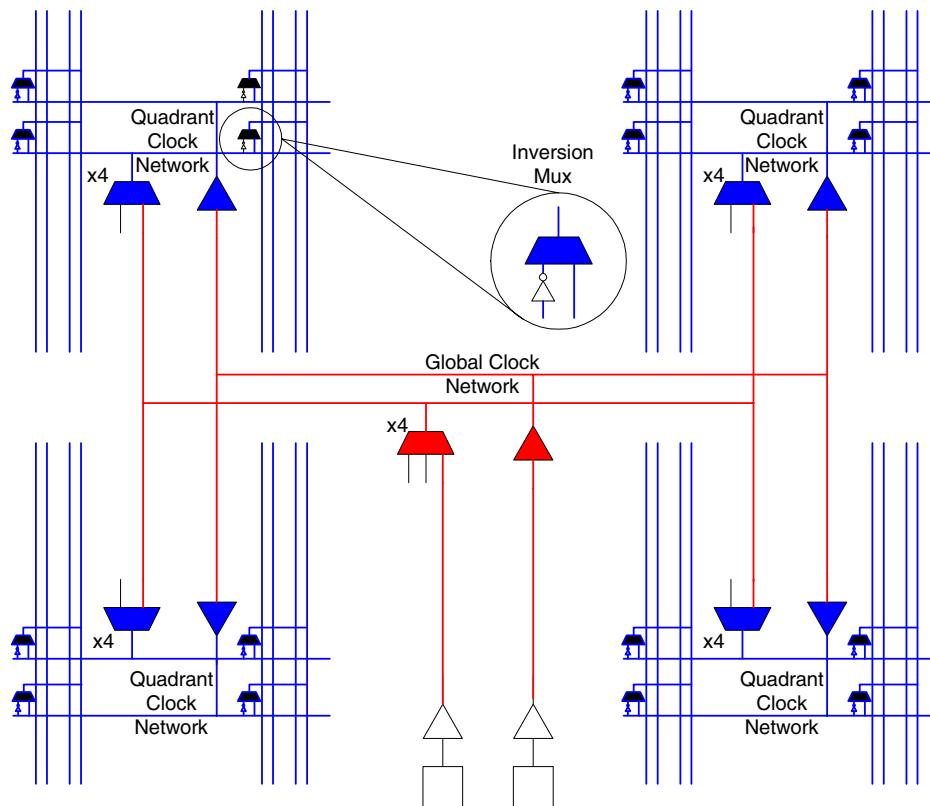 Quadrant
Clock
Network
x4
Inversion
Mux
Quadrant
Clock
Network
x4
Global Clock
Network
x4
x4
Quadrant
Clock
Network
x4
Quadrant
Clock
Network